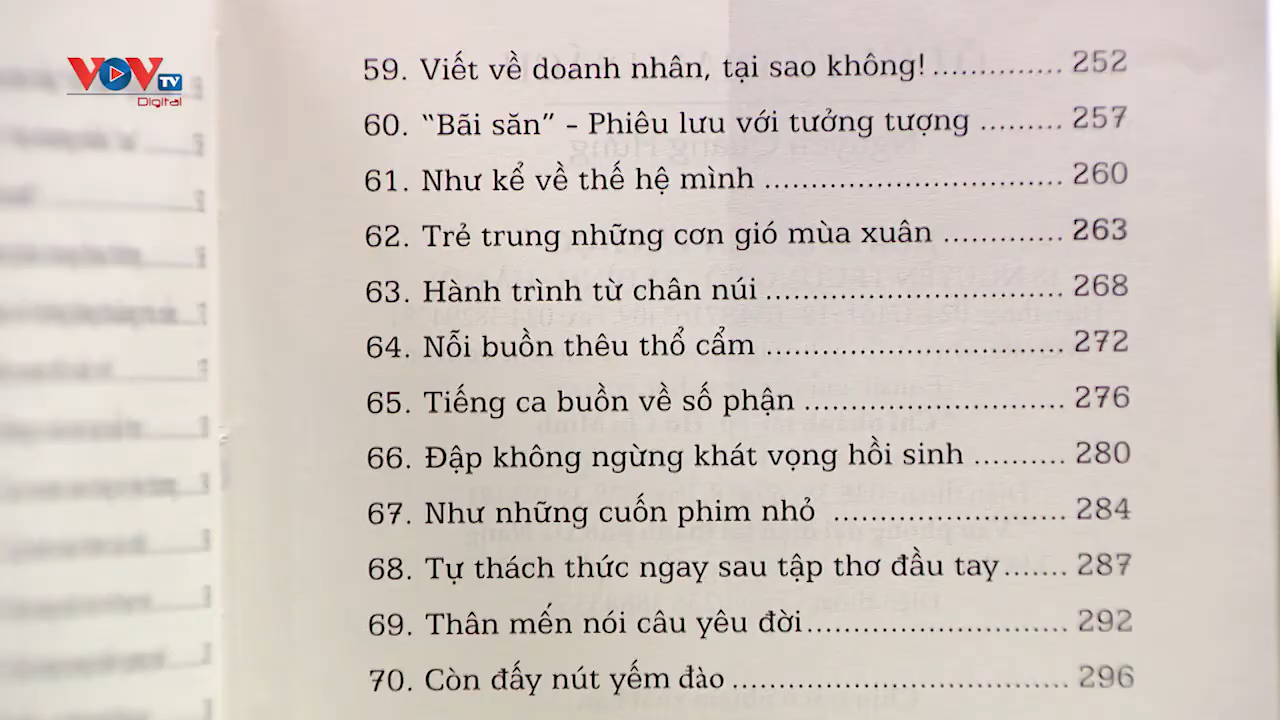 VOV TV
Digital
59. Viết về doanh nhân, tại sao không! .............. 252
60. “Bãi săn” – Phiêu lưu với tưởng tượng ......... 257
61. Như kể về thế hệ mình ................................ 260
62. Trẻ trung những cơn gió mùa xuân ............. 263
63. Hành trình từ chân núi ................................ 268
64. Nỗi buồn thêu thổ cẩm ................................ 272
65. Tiếng ca buồn về số phận ............................ 276
66. Đập không ngừng khát vọng hồi sinh .......... 280
67. Như những cuốn phim nhỏ ......................... 284
68. Tự thách thức ngay sau tập thơ đầu tay ....... 287
69. Thân mến nói câu yêu đời ............................ 292
70. Còn đấy nút yếm đào .................................... 296